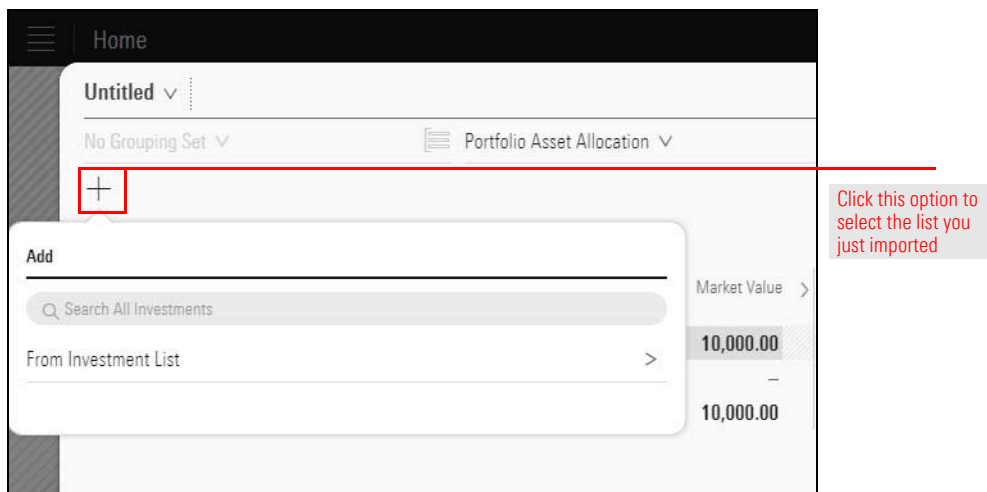 Home
Untitled
No Grouping Set
Portfolio Asset Allocation
Click this option to
select the list you
just imported
Add
Search All Investments
Market Value
From Investment List
10,000.00
–
10,000.00